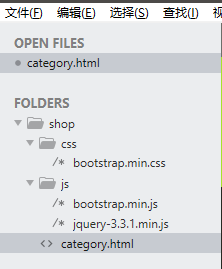 文件(F) 编辑(E) 选择(S) 查找(I)
OPEN FILES
category.html
FOLDERS
shop
css
/* bootstrap.min.css
js
/* bootstrap.min.js
/* jquery-3.3.1.min.js
<> category.html